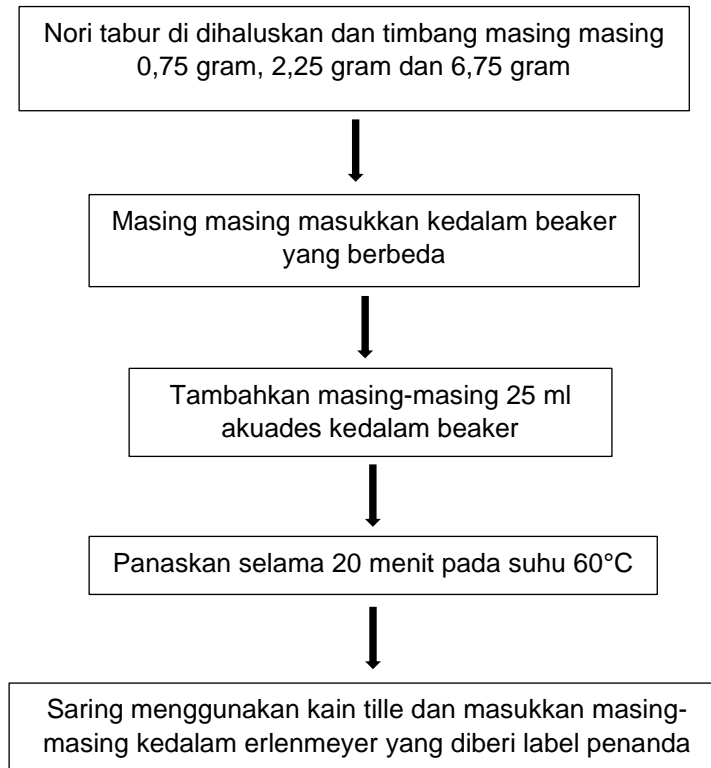 Nori tabur di dihaluskan dan timbang masing masing
0,75 gram, 2,25 gram dan 6,75 gram
Masing masing masukkan kedalam beaker
yang berbeda
Tambahkan masing-masing 25 ml
akuades kedalam beaker
Panaskan selama 20 menit pada suhu 60°C
Saring menggunakan kain tille dan masukkan masing-
masing kedalam erlenmeyer yang diberi label penanda